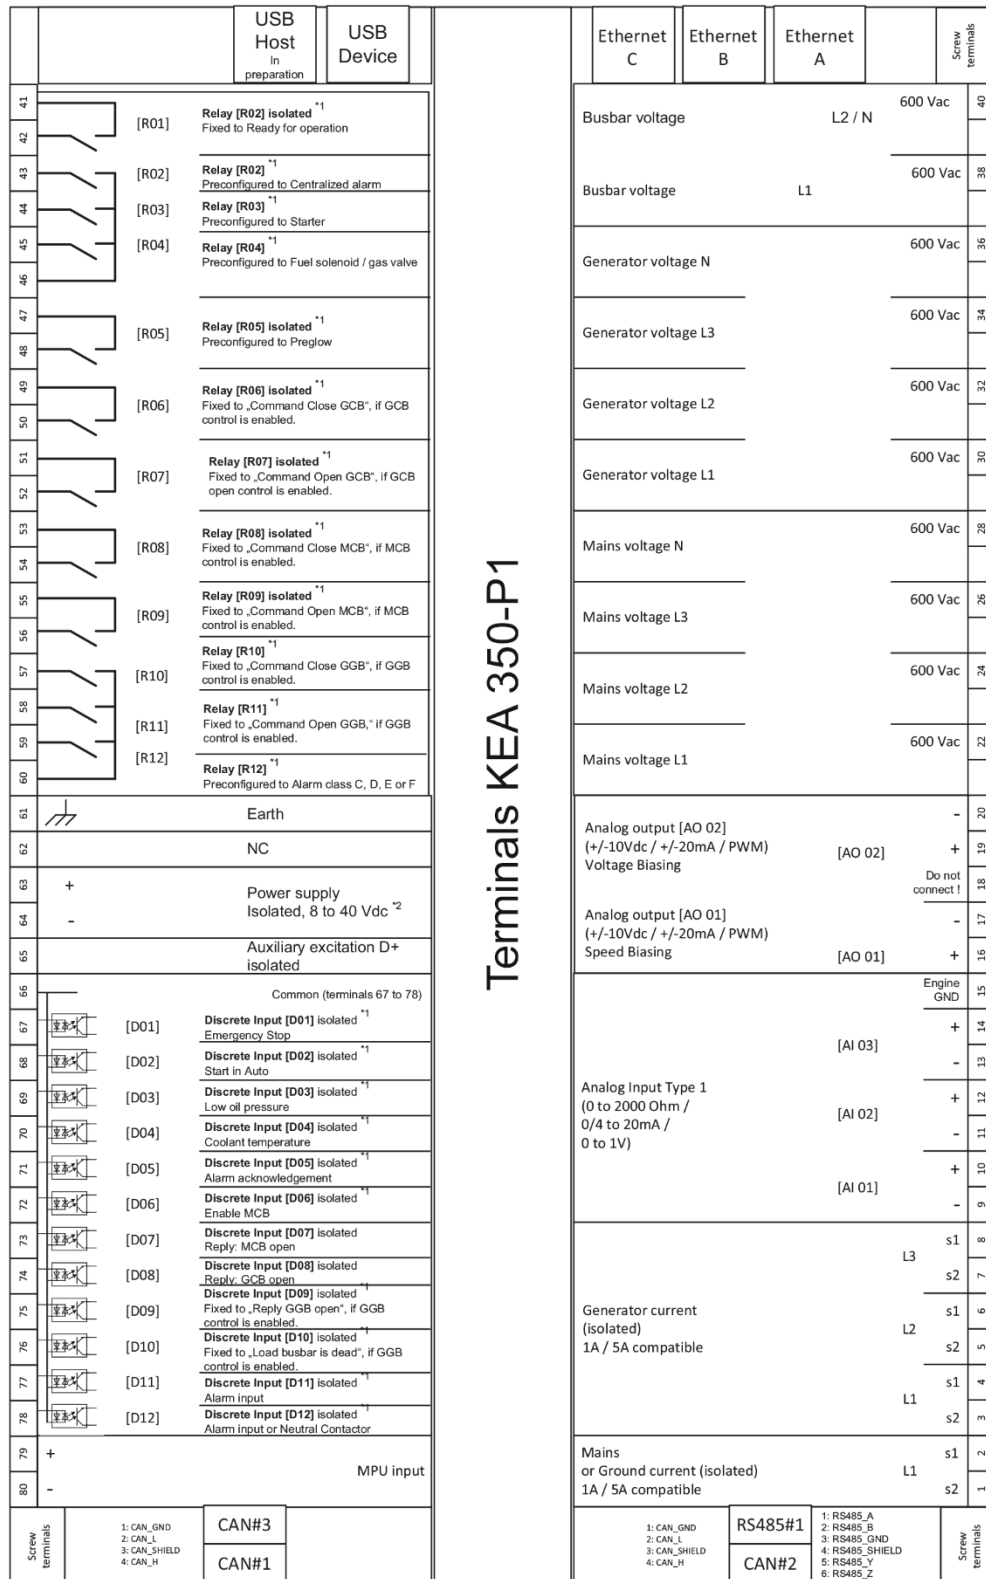 USB
Host
In
preparation
USB
Device
Ethernet
C
Ethernet
B
Ethernet
A
Screw
terminals
41
42
[R01]
Relay [R02] isolated *1
Fixed to Ready for operation
43
[R02]
Relay [R02] *1
Preconfigured to Centralized alarm
44
[R03]
Relay [R03] *1
Preconfigured to Starter
45
46
[R04]
Relay [R04] *1
Preconfigured to Fuel solenoid / gas valve
47
48
[R05]
Relay [R05] isolated *1
Preconfigured to Preglow
49
50
[R06]
Relay [R06] isolated *1
Fixed to „Command Close GCB“, if GCB
control is enabled.
51
52
[R07]
Relay [R07] isolated *1
Fixed to „Command Open GCB“, if GCB
open control is enabled.
53
54
[R08]
Relay [R08] isolated *1
Fixed to „Command Close MCB“, if MCB
control is enabled.
55
56
[R09]
Relay [R09] isolated *1
Fixed to „Command Open MCB“, if MCB
control is enabled.
57
[R10]
Relay [R10] *1
Fixed to „Command Close GGB“, if GGB
control is enabled.
58
59
[R11]
Relay [R11] *1
Fixed to „Command Open GGB,“ if GGB
control is enabled.
60
[R12]
Relay [R12] *1
Preconfigured to Alarm class C, D, E or F
61
Earth
62
NC
63
+
64
-
Power supply
Isolated, 8 to 40 Vdc *2
65
Auxiliary excitation D+
isolated
66
Common (terminals 67 to 78)
67
[D01]
Discrete Input [D01] isolated *1
Emergency Stop
68
[D02]
Discrete Input [D02] isolated *1
Start in Auto
69
[D03]
Discrete Input [D03] isolated *1
Low oil pressure
70
[D04]
Discrete Input [D04] isolated *1
Coolant temperature
71
[D05]
Discrete Input [D05] isolated *1
Alarm acknowledgement
72
[D06]
Discrete Input [D06] isolated *1
Enable MCB
73
[D07]
Discrete Input [D07] isolated
Reply: MCB open
74
[D08]
Discrete Input [D08] isolated
Reply: GCB open
75
[D09]
Discrete Input [D09] isolated *1
Fixed to „Reply GGB open“, if GGB
control is enabled.
76
[D10]
Discrete Input [D10] isolated *1
Fixed to „Load busbar is dead“, if GGB
control is enabled.
77
[D11]
Discrete Input [D11] isolated *1
Alarm input
78
[D12]
Discrete Input [D12] isolated *1
Alarm input or Neutral Contactor
79
+
80
-
MPU input
Screw
terminals
1: CAN_GND
2: CAN_L
3: CAN_SHIELD
4: CAN_H
CAN#3
CAN#1
Terminals KEA 350-P1
Busbar voltage
L2 / N
600 Vac
40
Busbar voltage
L1
600 Vac
38
Generator voltage N
600 Vac
36
Generator voltage L3
600 Vac
34
Generator voltage L2
600 Vac
32
Generator voltage L1
600 Vac
30
Mains voltage N
600 Vac
28
Mains voltage L3
600 Vac
26
Mains voltage L2
600 Vac
24
Mains voltage L1
600 Vac
22
Analog output [AO 02]
(+/-10Vdc / +/-20mA / PWM)
Voltage Biasing
[AO 02]
-
20
+
19
Do not
connect !
18
Analog output [AO 01]
(+/-10Vdc / +/-20mA / PWM)
Speed Biasing
[AO 01]
-
17
+
16
Engine
GND
15
Analog Input Type 1
(0 to 2000 Ohm /
0/4 to 20mA /
0 to 1V)
[AI 03]
+
14
-
13
[AI 02]
+
12
-
11
[AI 01]
+
10
-
9
Generator current
(isolated)
1A / 5A compatible
L3
s1
8
s2
7
L2
s1
6
s2
5
L1
s1
4
s2
3
Mains
or Ground current (isolated)
1A / 5A compatible
L1
s1
2
s2
1
1: CAN_GND
2: CAN_L
3: CAN_SHIELD
4: CAN_H
RS485#1
CAN#2
1: RS485_A
2: RS485_B
3: RS485_GND
4: RS485_SHIELD
5: RS485_Y
6: RS485_Z
Screw
terminals